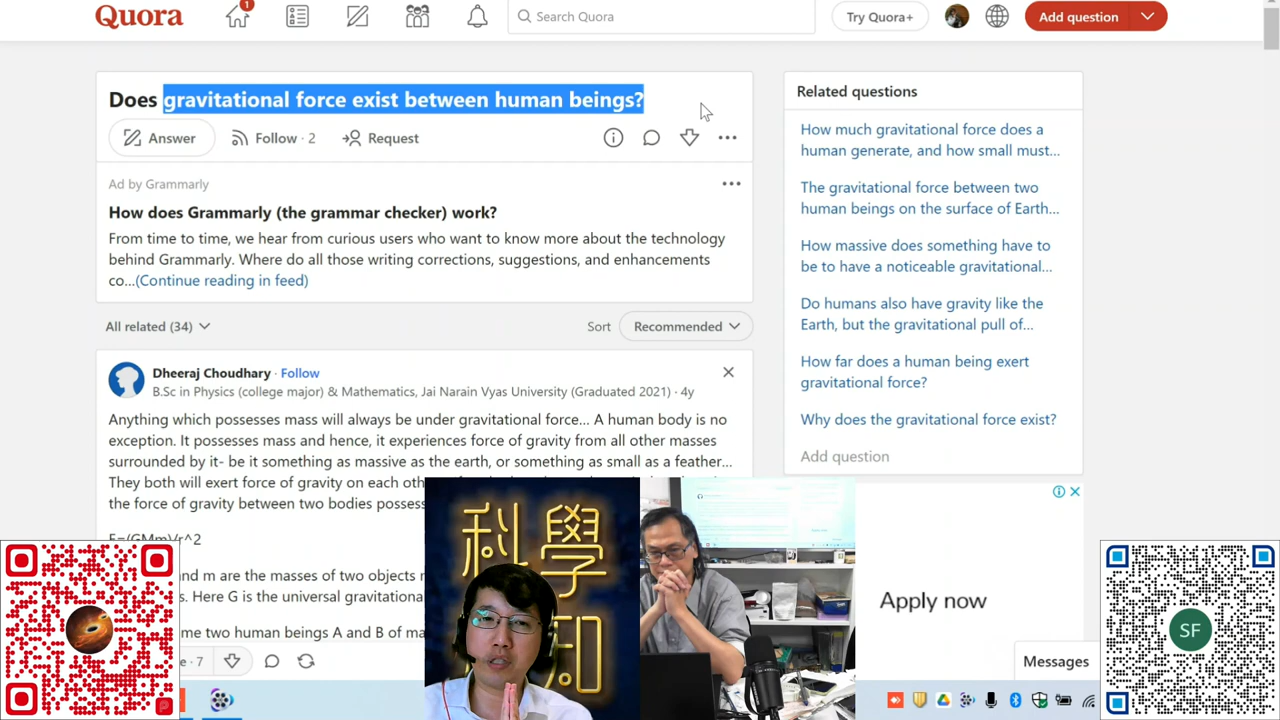 Quora
1
Search Quora
Try Quora+
Add question
Does gravitational force exist between human beings?
Answer
Follow · 2
Request
Ad by Grammarly
How does Grammarly (the grammar checker) work?
From time to time, we hear from curious users who want to know more about the technology
behind Grammarly. Where do all those writing corrections, suggestions, and enhancements
co...(Continue reading in feed)
All related (34)
Sort
Recommended
Dheeraj Choudhary · Follow
B.Sc in Physics (college major) & Mathematics, Jai Narain Vyas University (Graduated 2021) · 4y
Anything which possesses mass will always be under gravitational force... A human body is no
exception. It possesses mass and hence, it experiences force of gravity from all other masses
surrounded by it- be it something as massive as the earth, or something as small as a feather...
They both will exert force of gravity on each
the force of gravity between two bodies
nd m are the masses of two objects
s. Here G is the universal
me two human beings A and B of
· 7
Related questions
How much gravitational force does a
human generate, and how small must...
The gravitational force between two
human beings on the surface of Earth...
How massive does something have to
be to have a noticeable gravitational...
Do humans also have gravity like the
Earth, but the gravitational pull of...
How far does a human being exert
gravitational force?
Why does the gravitational force exist?
Add question
Apply now
Messages
科學
知
SF